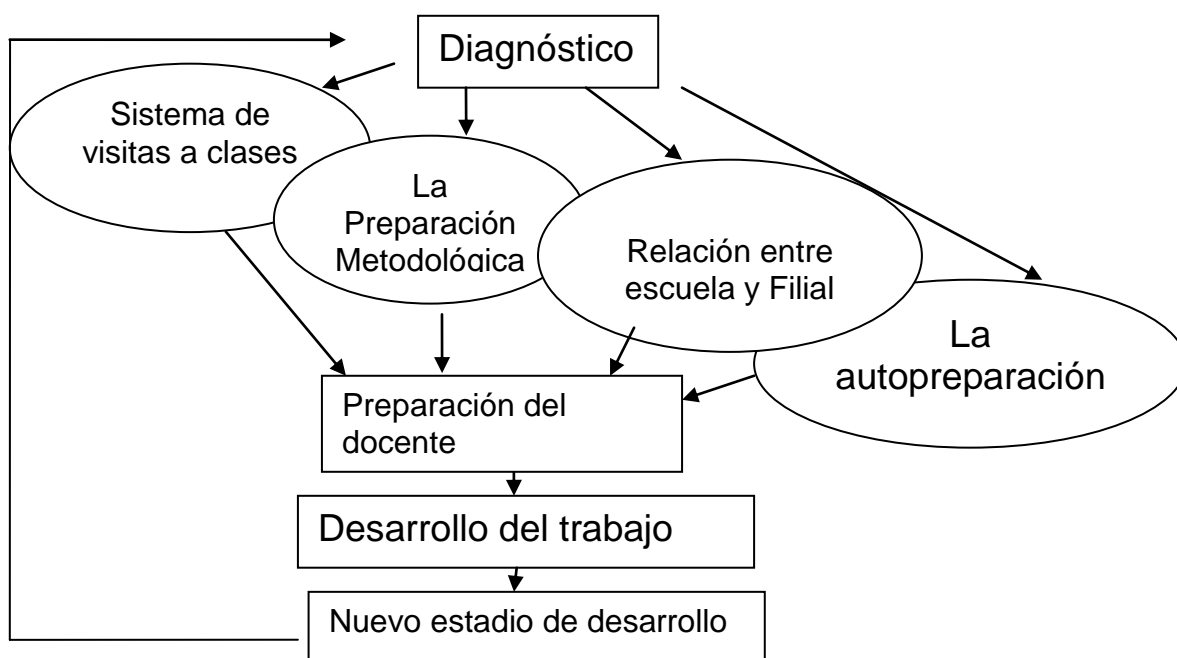 Diagnóstico
Sistema de
visitas a clases
La
Preparación
Metodológica
Relación entre
escuela y Filial
La
autopreparación
Preparación del
docente
Desarrollo del trabajo
Nuevo estadio de desarrollo